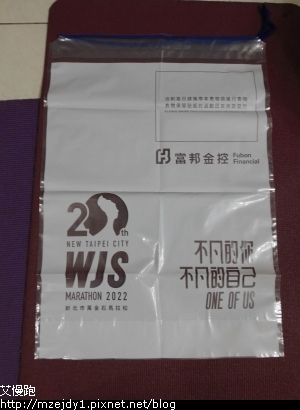 富邦金控
Fubon
Financial
20th
NEW TAIPEI CITY
WJS
MARATHON 2022
新北市萬金石馬拉松
不凡的你
不凡的自己
ONE OF US
艾慢跑
http://mzejdy1.pixnet.net/blog